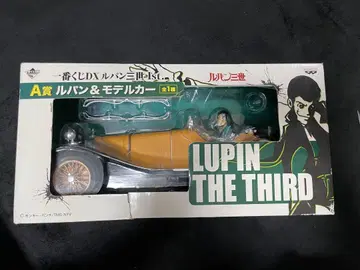 一番くじDX ルパン三世 1st.
A賞 ルパン&モデルカー 全1種
ルパン三世
LUPIN
THE THIRD